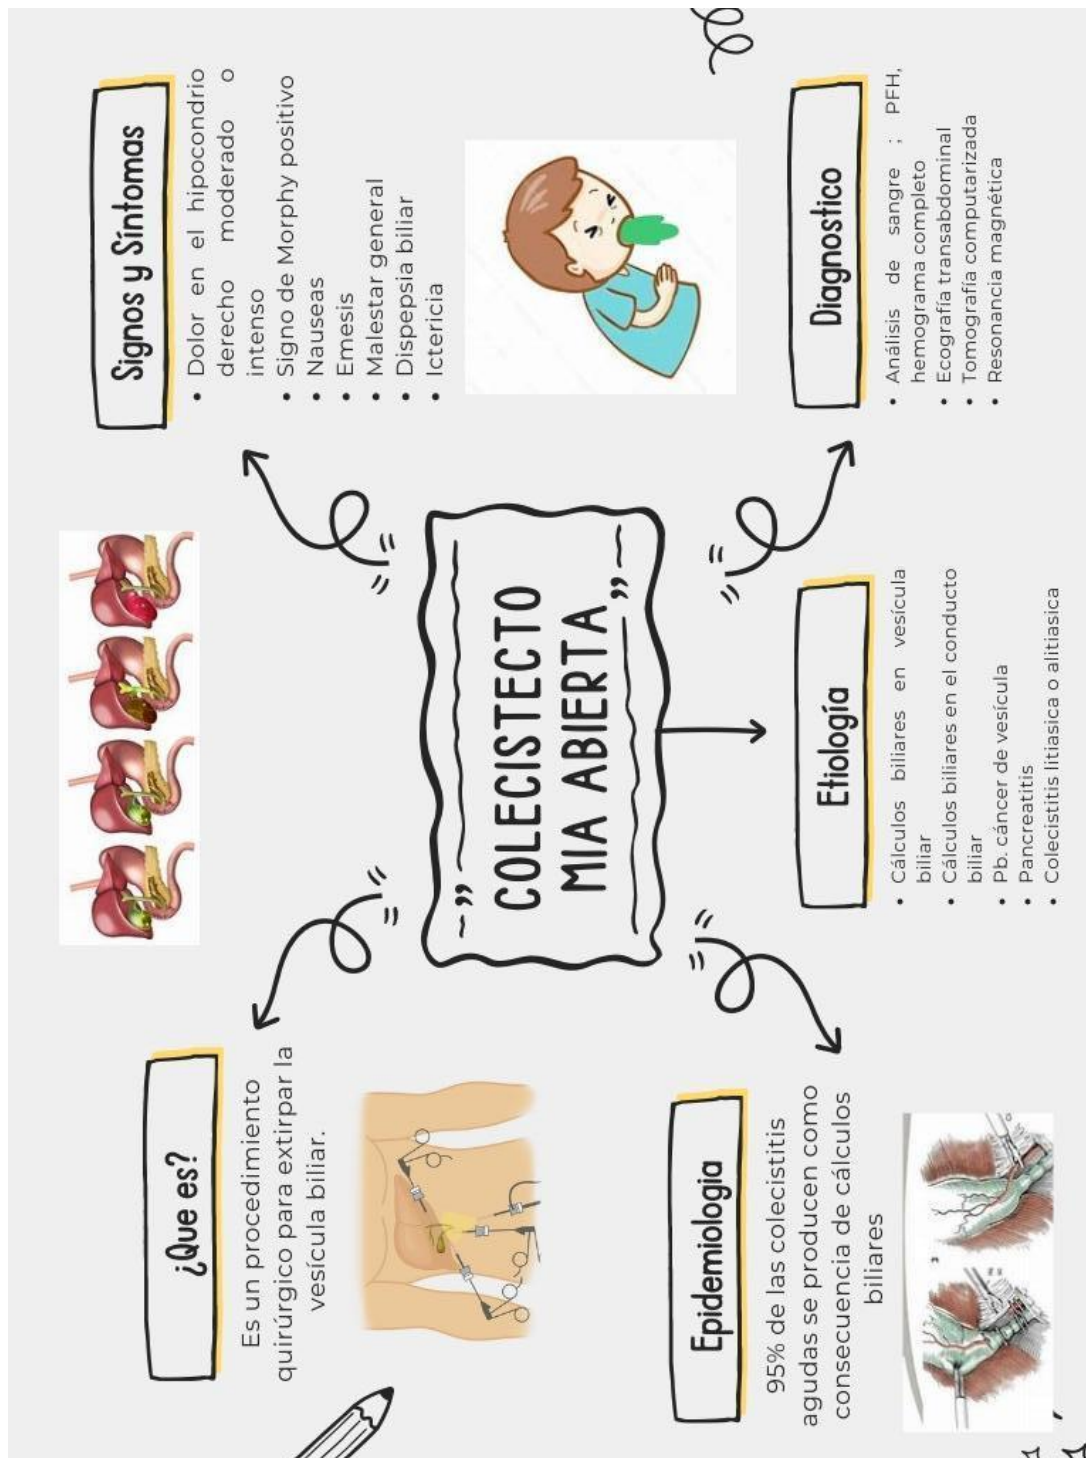 ¿Que es?
Es un procedimiento
quirúrgico para extirpar la
vesícula biliar.
Signos y Síntomas
• Dolor en el hipocondrio
derecho moderado o
intenso
• Signo de Morphy positivo
• Nauseas
• Emesis
• Malestar general
• Dispepsia biliar
• Ictericia
COLECISTECTO
MIA ABIERTA
Epidemiologia
95% de las colecistitis
agudas se producen como
consecuencia de cálculos
biliares
Etiología
• Cálculos biliares en vesícula
biliar
• Cálculos biliares en el conducto
biliar
• Pb. cáncer de vesícula
• Pancreatitis
• Colecistitis litiasica o alitiasica
Diagnostico
• Análisis de sangre ; PFH,
hemograma completo
• Ecografía transabdominal
• Tomografía computarizada
• Resonancia magnética